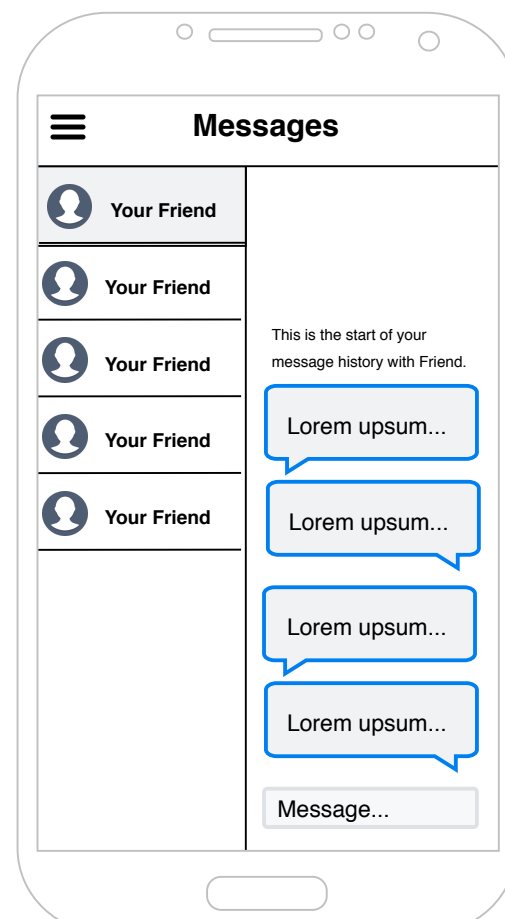 Messages
Your Friend
Your Friend
Your Friend
Your Friend
Your Friend
This is the start of your
message history with Friend.
Lorem upsum...
Lorem upsum...
Lorem upsum...
Lorem upsum...
Message...